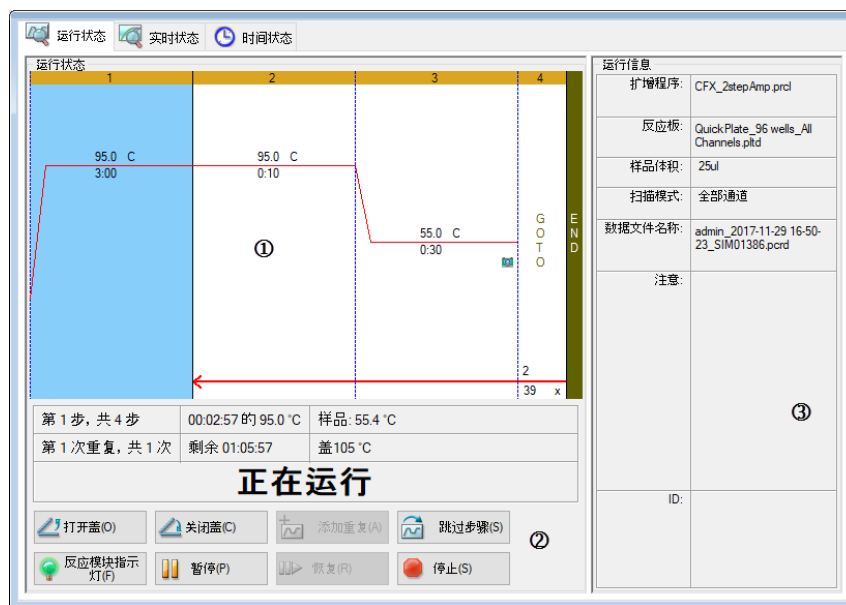 运行状态 实时状态 时间状态
运行状态
1 2 3 4
95.0 C 95.0 C
3:00 0:10
55.0 C
0:30
GOTO
END
①
2
39 x
第 1 步, 共 4 步 00:02:57 的 95.0 °C 样品: 55.4 °C
第 1 次重复, 共 1 次 剩余 01:05:57 盖105 °C
正在运行
打开盖(O) 关闭盖(C) 添加重复(A) 跳过步骤(S)
②
反应模块指示
灯(F) 暂停(P) 恢复(R) 停止(S)
运行信息
扩增程序: CFX_2stepAmp.prcl
反应板: QuickPlate_96 wells_All
Channels.pltd
样品体积: 25ul
扫描模式: 全部通道
数据文件名称: admin_2017-11-29 16-50-
23_SIM01386.pcrd
注意:
③
ID: